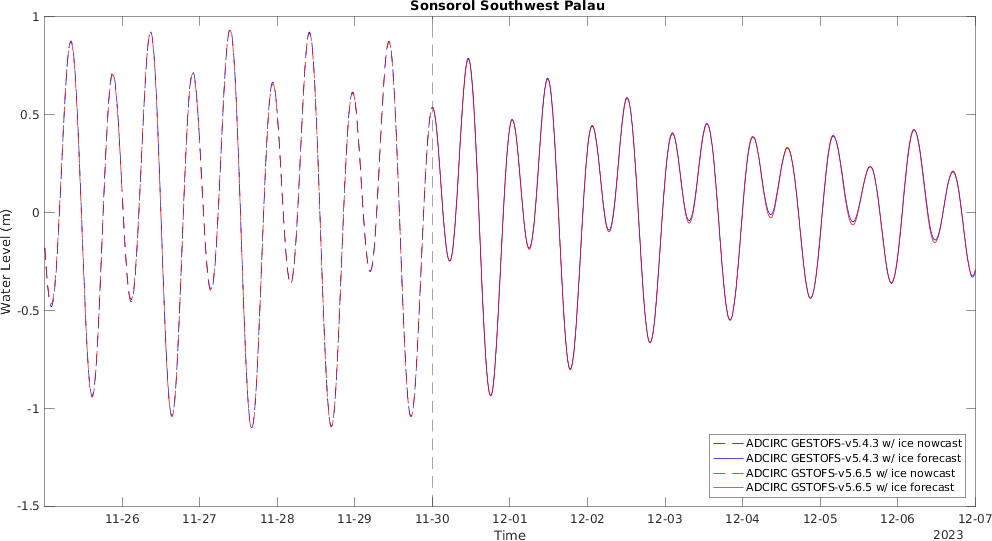 Sonsorol Southwest Palau
1
0.5
0
-0.5
-1
-1.5
Water Level (m)
ADCIRC GESTOFS-v5.4.3 w/ ice nowcast
ADCIRC GESTOFS-v5.4.3 w/ ice forecast
ADCIRC GSTOFS-v5.6.5 w/ ice nowcast
ADCIRC GSTOFS-v5.6.5 w/ ice forecast
11-26 11-27 11-28 11-29 11-30 12-01 12-02 12-03 12-04 12-05 12-06 12-07
Time
2023